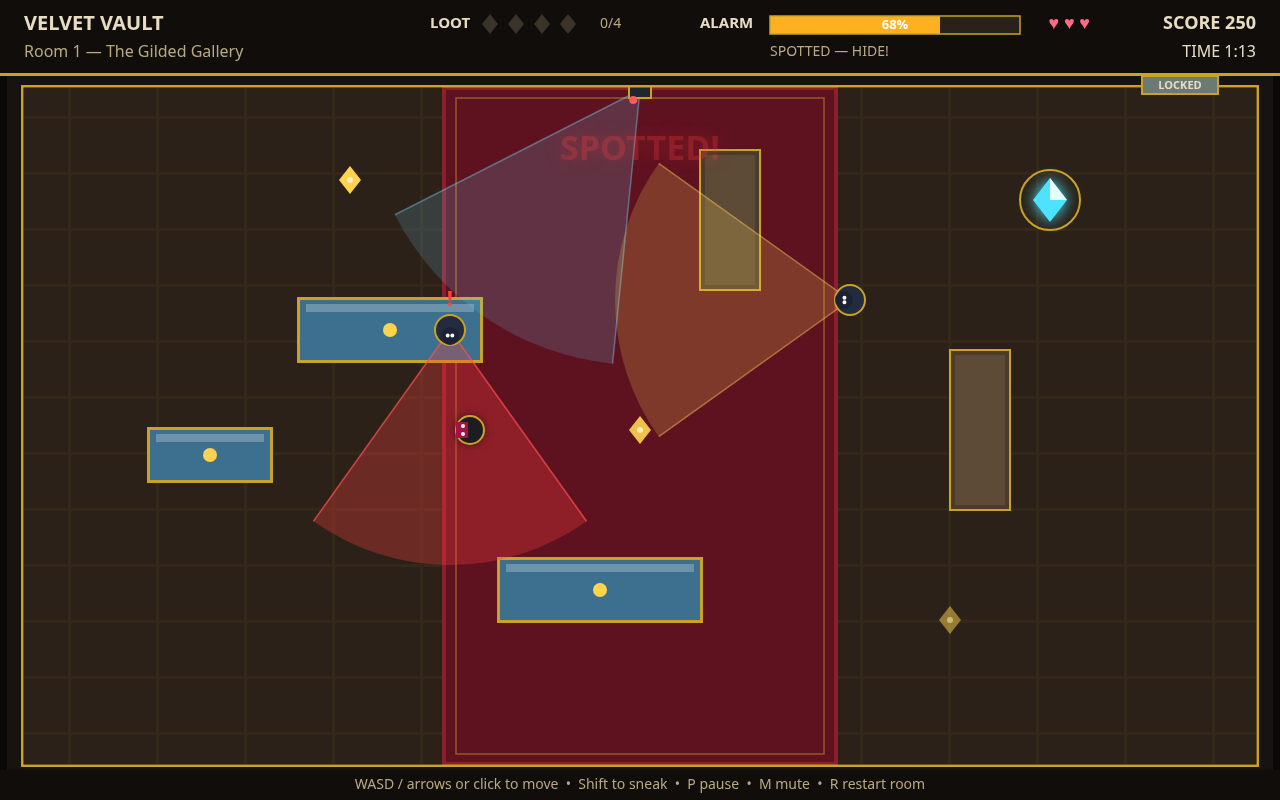 VELVET VAULT
LOOT 0/4
ALARM 68%
♥ ♥ ♥
SCORE 250
Room 1 — The Gilded Gallery
SPOTTED — HIDE!
TIME 1:13
LOCKED
SPOTTED!
!
WASD / arrows or click to move • Shift to sneak • P pause • M mute • R restart room